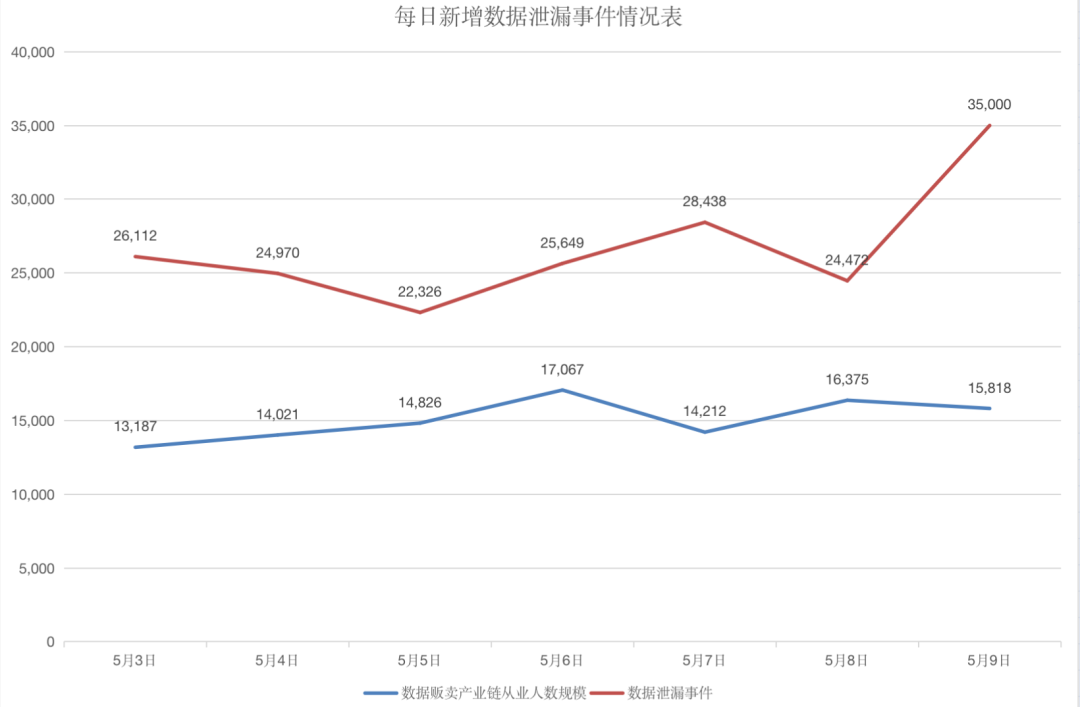 每日新增数据泄漏事件情况表
40,000
35,000
30,000
25,000
20,000
15,000
10,000
5,000
0
26,112
24,970
22,326
25,649
28,438
24,472
35,000
13,187
14,021
14,826
17,067
14,212
16,375
15,818
5月3日
5月4日
5月5日
5月6日
5月7日
5月8日
5月9日
数据贩卖产业链从业人数规模
数据泄漏事件